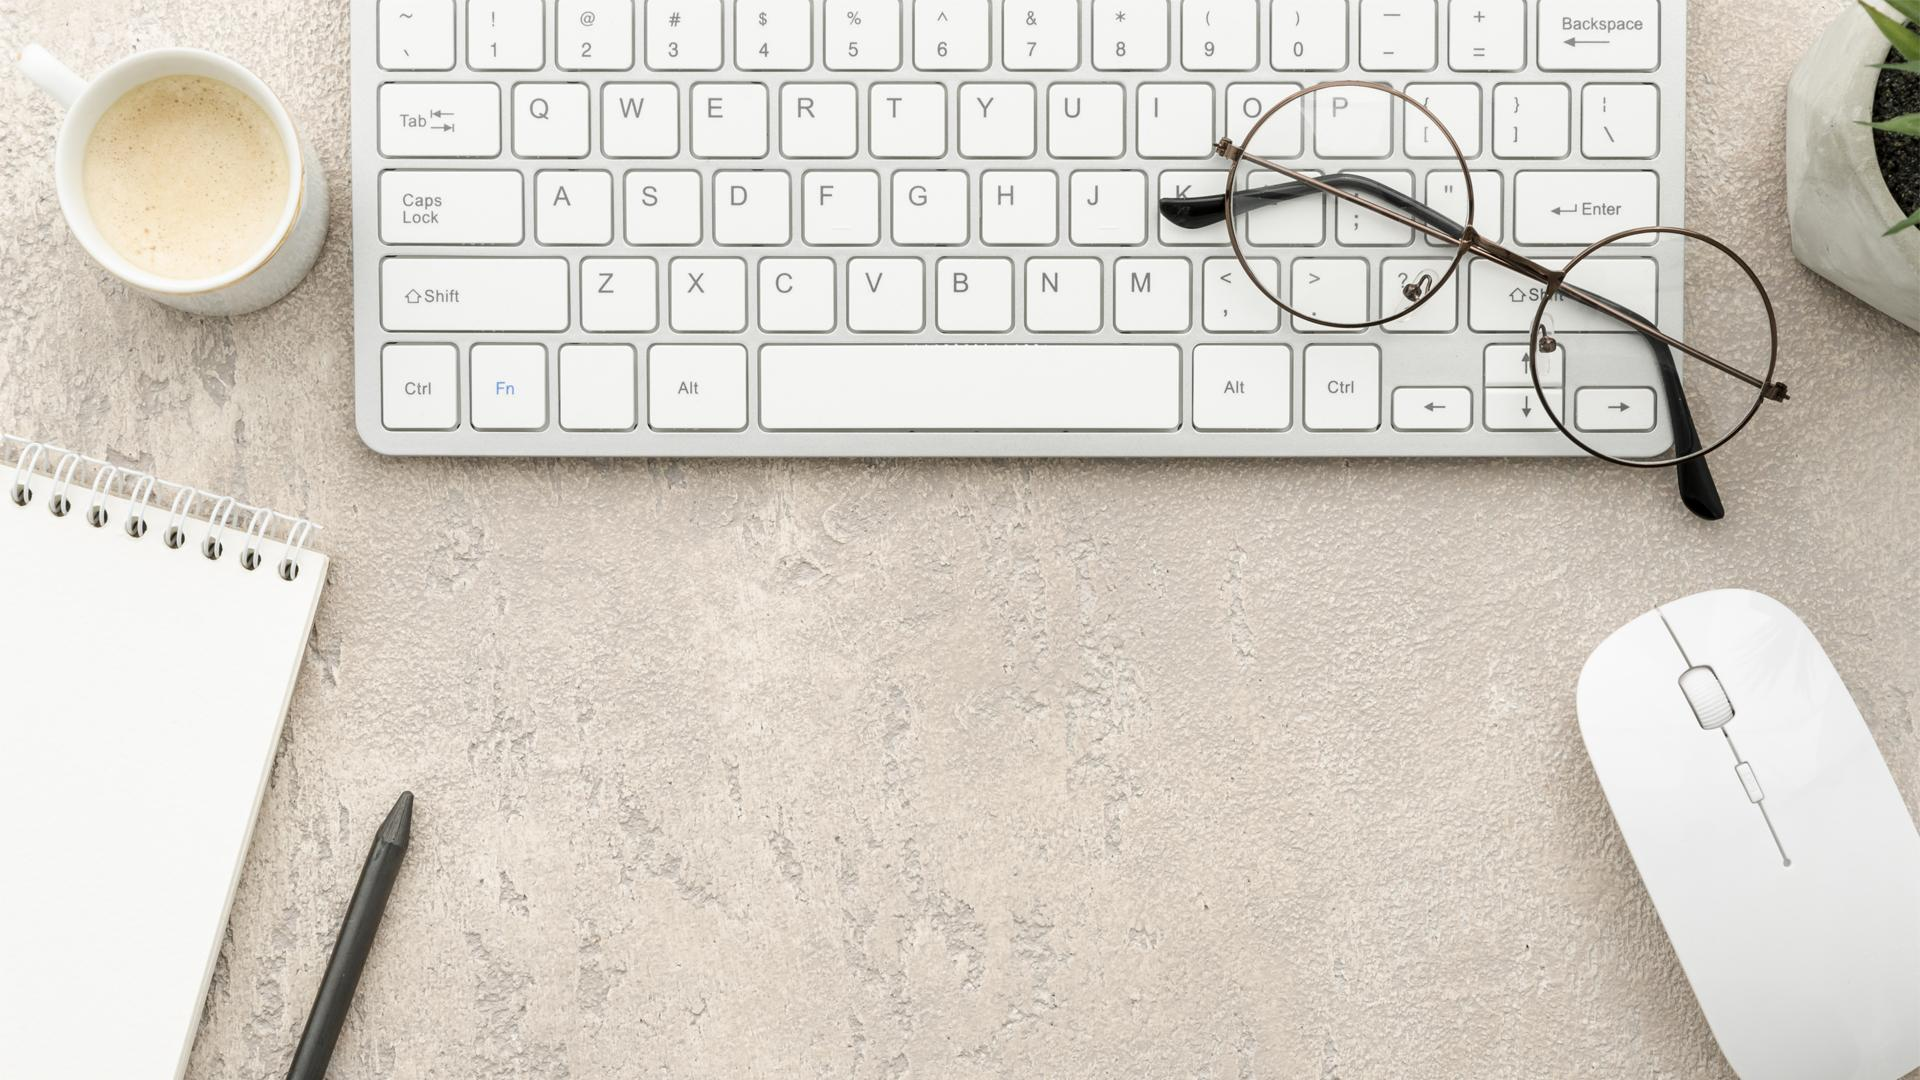 ~ ! @ # $ % ^ & * ( ) — +
` 1 2 3 4 5 6 7 8 9 0 – = Backspace
Tab Q W E R T Y U I O P { [ } ] ¦ \
Caps Lock A S D F G H J K ; " Enter
Shift Z X C V B N M < , > . ? Shift
Ctrl Fn Alt Alt Ctrl ← ↑ ↓ →